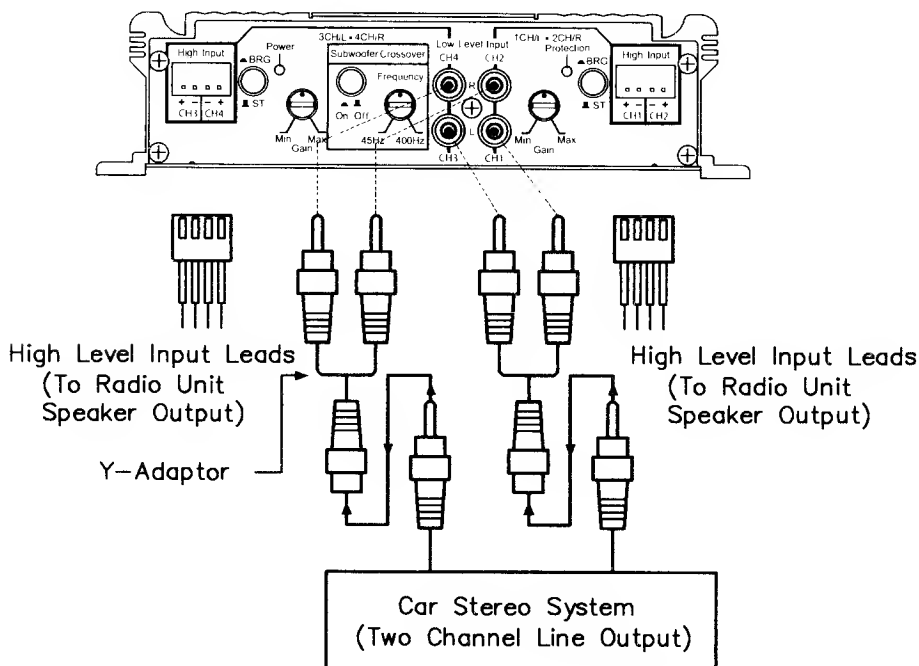 3CH/L • 4CH/R
Low Level Input
1CH/L • 2CH/R
High Input
BRG
Power
Subwoofer Crossover
CH4
CH2
Protection
BRG
High Input
Frequency
R
ST
On Off
ST
+ − − +
CH3 CH4
Min Max
Gain
45Hz 400Hz
L
CH3
CH1
Min Max
Gain
+ − − +
CH1 CH2
High Level Input Leads
(To Radio Unit
Speaker Output)
High Level Input Leads
(To Radio Unit
Speaker Output)
Y-Adaptor
Car Stereo System
(Two Channel Line Output)